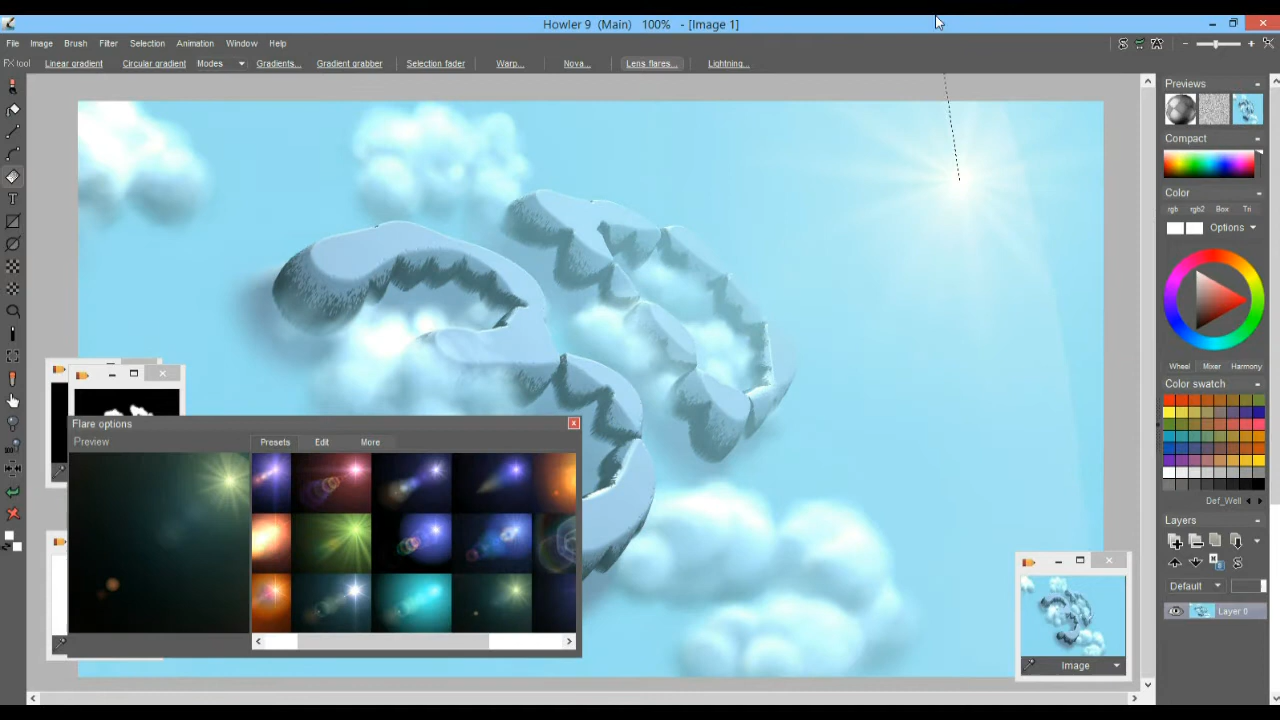 Howler 9 (Main) 100% - [Image 1]
File Image Brush Filter Selection Animation Window Help
FX tool Linear gradient Circular gradient Modes Gradients... Gradient grabber Selection fader Warp... Nova... Lens flares... Lightning...
Previews
Compact
Color
rgb rgb2 Box Tri
Options
Wheel Mixer Harmony
Color swatch
Def_Well
Layers
Default
Layer 0
Flare options
Preview Presets Edit More
Image